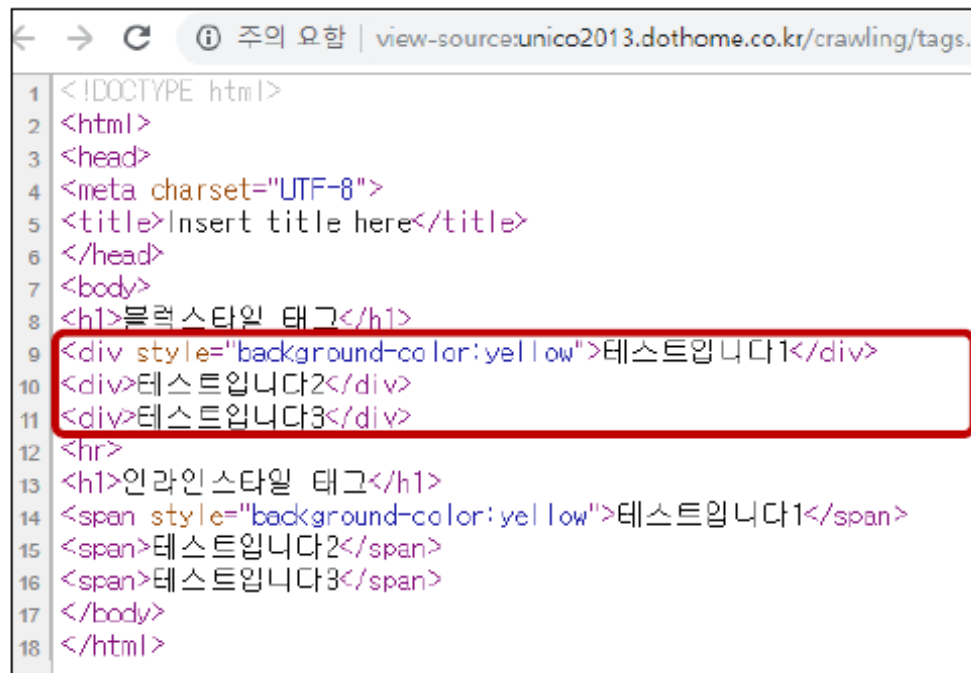 주의 요함 | view-source:unico2013.dothome.co.kr/crawling/tags.
1 <!DOCTYPE html>
2 <html>
3 <head>
4 <meta charset="UTF-8">
5 <title>Insert title here</title>
6 </head>
7 <body>
8 <h1>블럭스타일 태그</h1>
9 <div style="background-color:yellow">테스트입니다1</div>
10 <div>테스트입니다2</div>
11 <div>테스트입니다3</div>
12 <hr>
13 <h1>인라인스타일 태그</h1>
14 <span style="background-color:yellow">테스트입니다1</span>
15 <span>테스트입니다2</span>
16 <span>테스트입니다3</span>
17 </body>
18 </html>